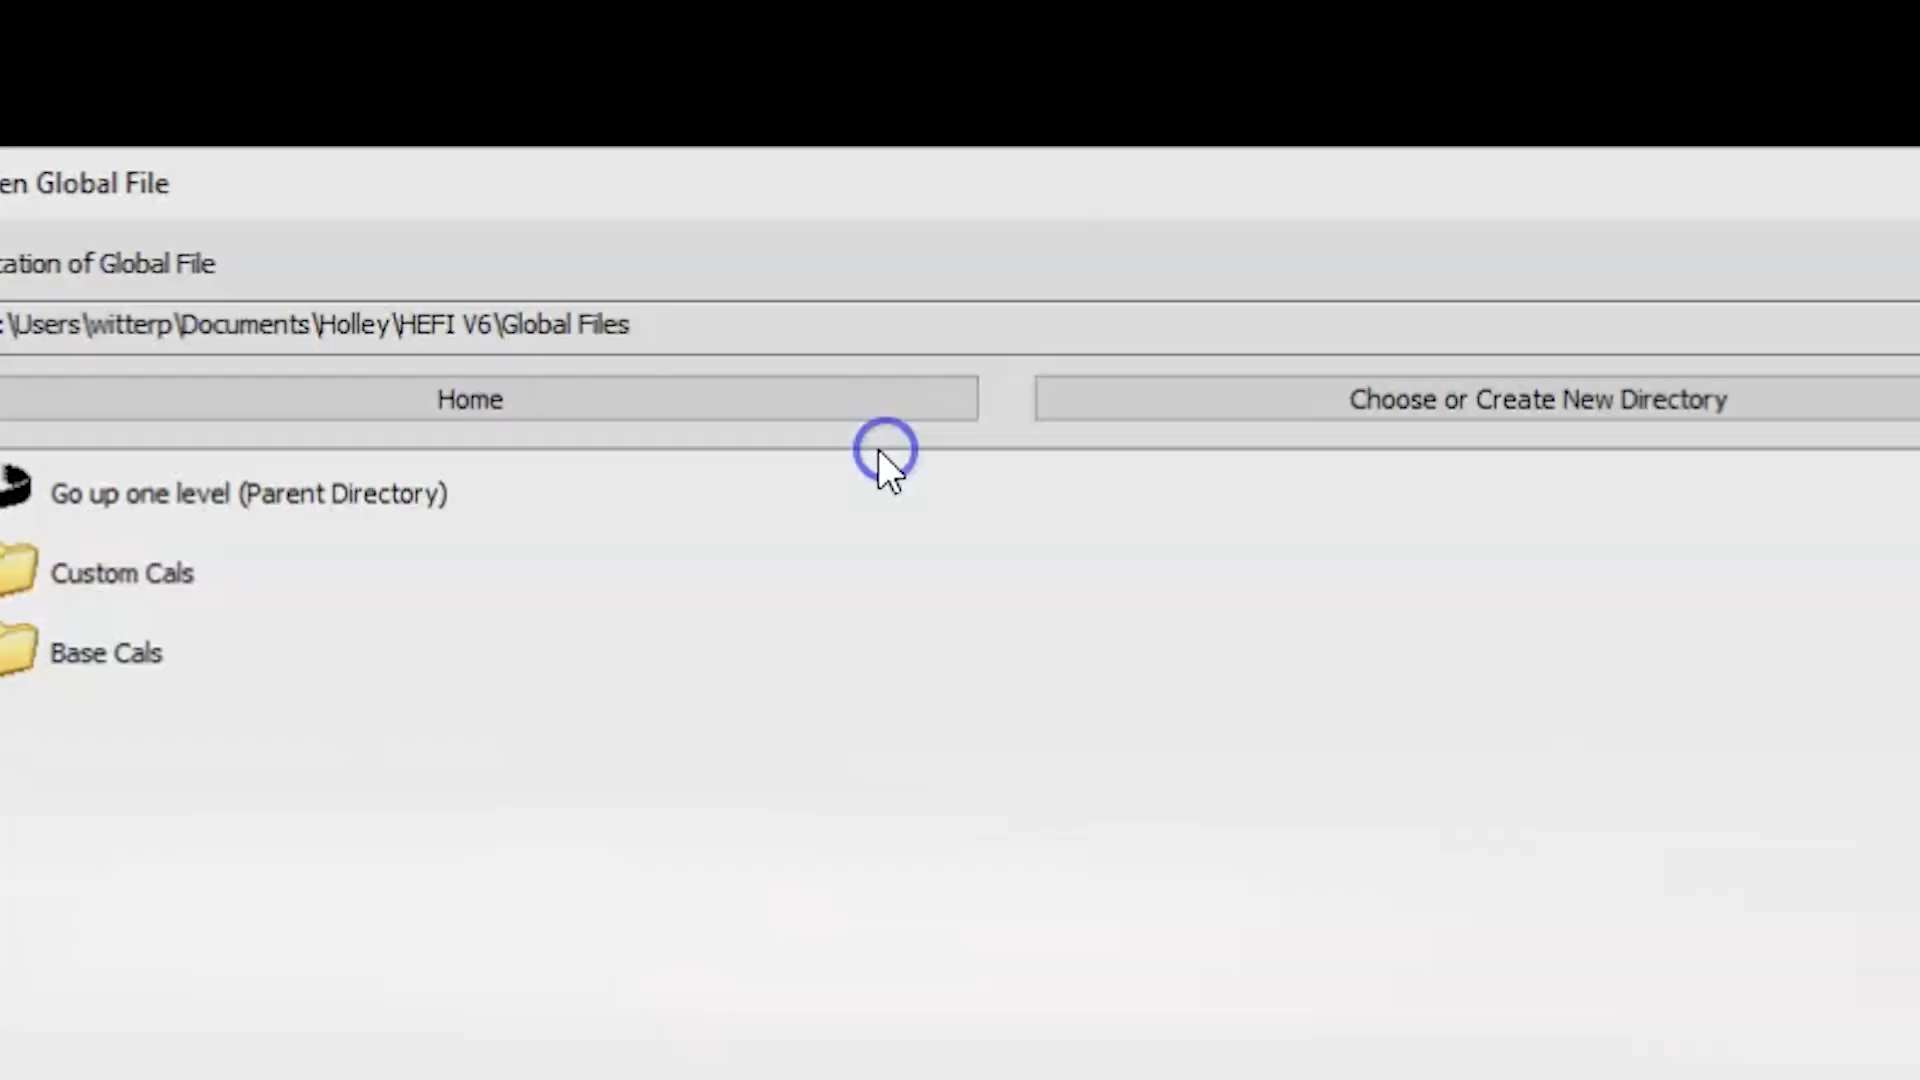 en Global File
cation of Global File
:\Users\witterp\Documents\Holley\HEFI V6\Global Files
Home
Choose or Create New Directory
Go up one level (Parent Directory)
Custom Cals
Base Cals